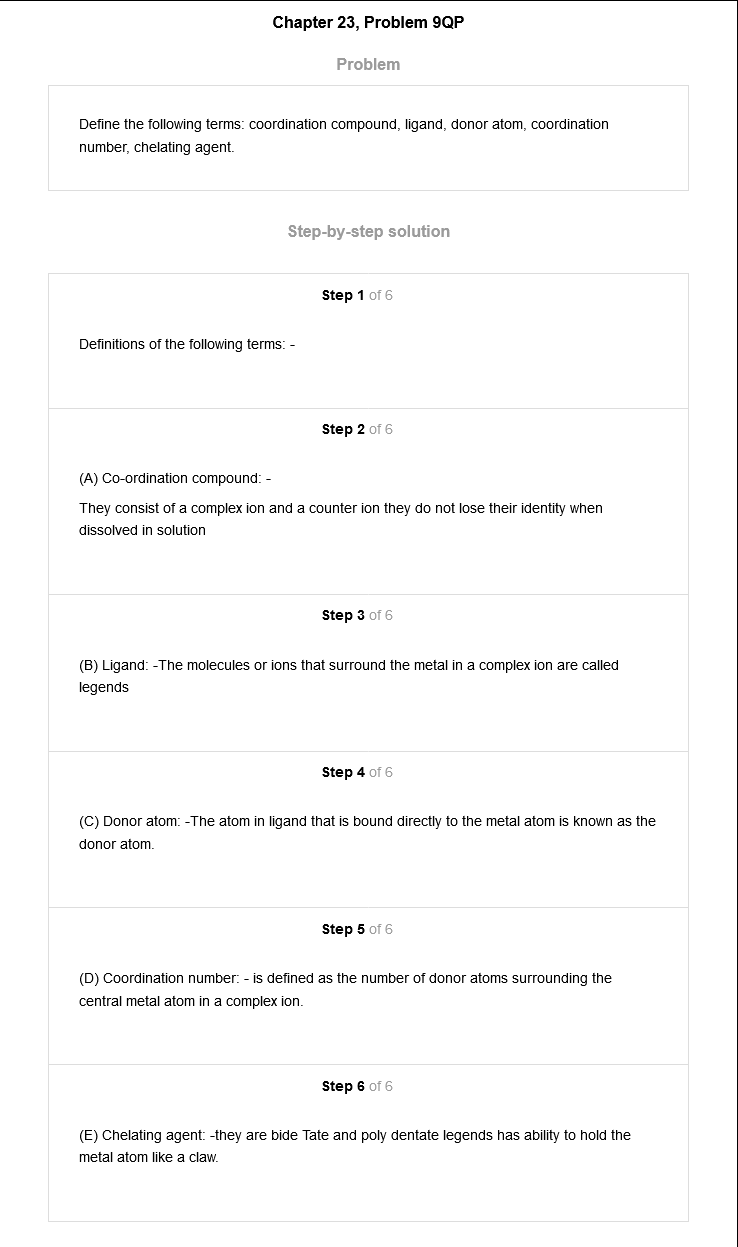 Chapter 23, Problem 9QP
Problem
Define the following terms: coordination compound, ligand, donor atom, coordination
number, chelating agent.
Step-by-step solution
Step 1 of 6
Definitions of the following terms: -
Step 2 of 6
(A) Co-ordination compound: -
They consist of a complex ion and a counter ion they do not lose their identity when
dissolved in solution
Step 3 of 6
(B) Ligand: -The molecules or ions that surround the metal in a complex ion are called
legends
Step 4 of 6
(C) Donor atom: -The atom in ligand that is bound directly to the metal atom is known as the
donor atom.
Step 5 of 6
(D) Coordination number: - is defined as the number of donor atoms surrounding the
central metal atom in a complex ion.
Step 6 of 6
(E) Chelating agent: -they are bide Tate and poly dentate legends has ability to hold the
metal atom like a claw.